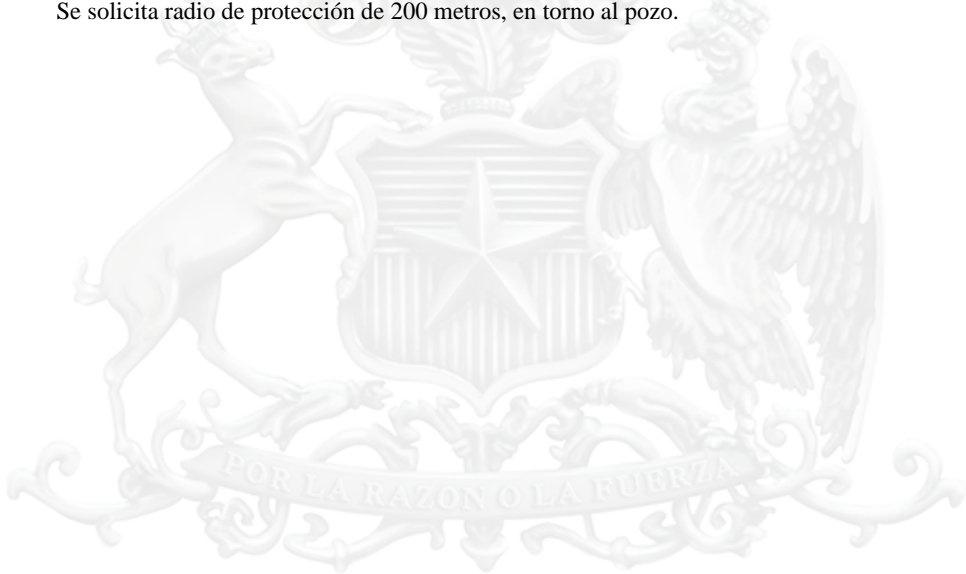 Se solicita radio de protección de 200 metros, en torno al pozo.
POR LA RAZON O LA FUERZA